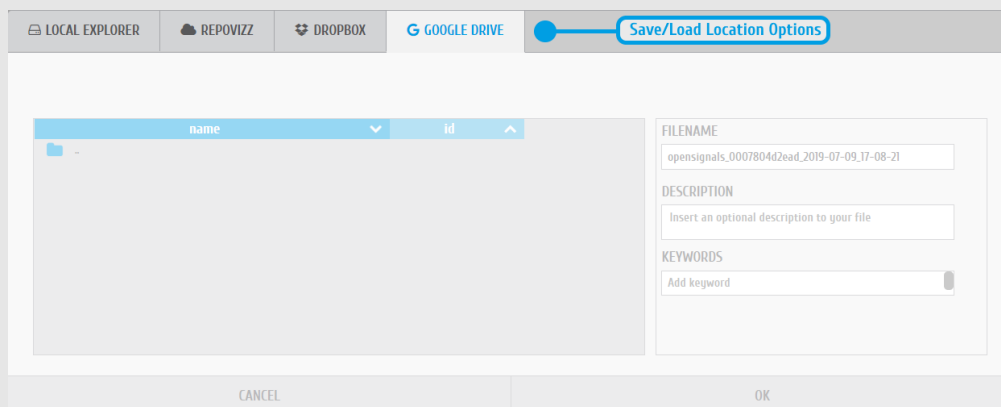 LOCAL EXPLORER REPOVIZZ DROPBOX GOOGLE DRIVE Save/Load Location Options
name id
FILENAME
opensignals_0007804d2ead_2019-07-09_17-08-21
DESCRIPTION
Insert an optional description to your file
KEYWORDS
Add keyword
CANCEL OK